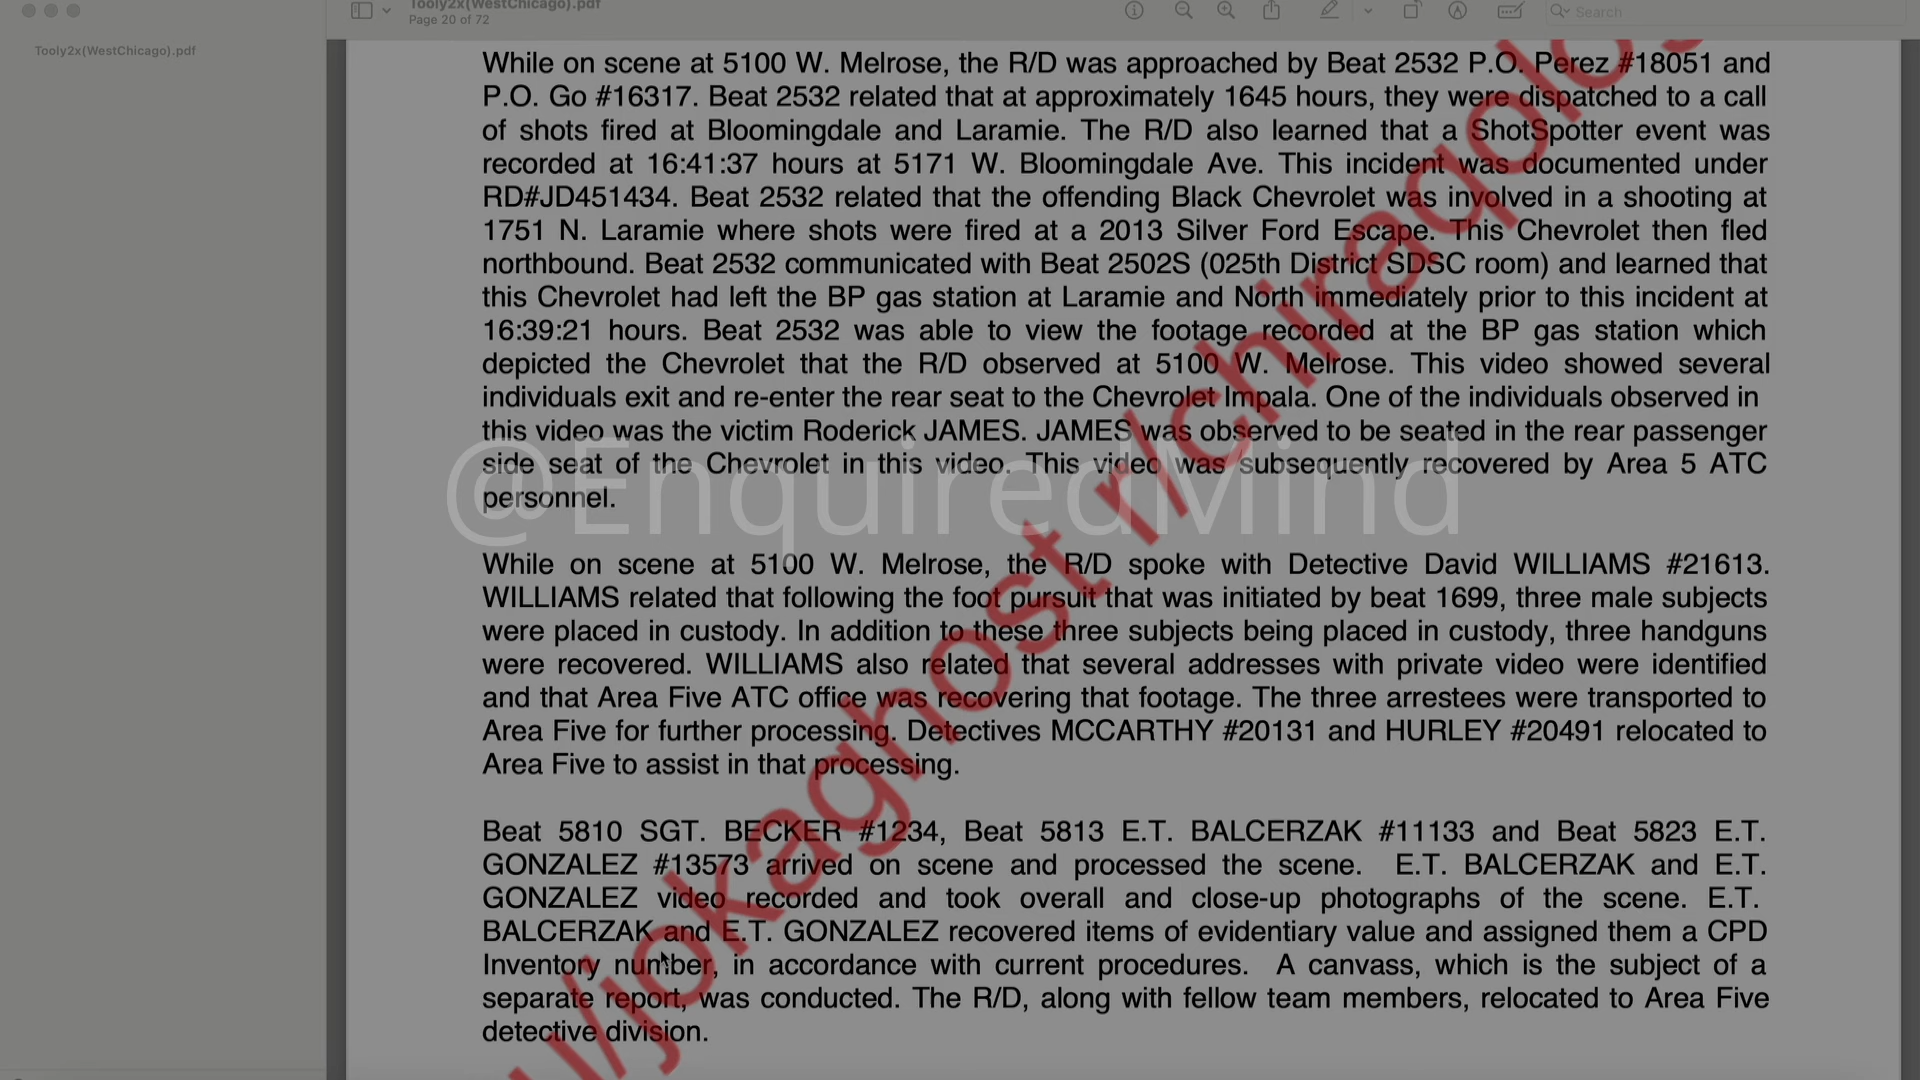 Tooly2x(WestChicago).pdf
Page 20 of 72
Search
Tooly2x(WestChicago).pdf
While on scene at 5100 W. Melrose, the R/D was approached by Beat 2532 P.O. Perez #18051 and
P.O. Go #16317. Beat 2532 related that at approximately 1645 hours, they were dispatched to a call
of shots fired at Bloomingdale and Laramie. The R/D also learned that a ShotSpotter event was
recorded at 16:41:37 hours at 5171 W. Bloomingdale Ave. This incident was documented under
RD#JD451434. Beat 2532 related that the offending Black Chevrolet was involved in a shooting at
1751 N. Laramie where shots were fired at a 2013 Silver Ford Escape. This Chevrolet then fled
northbound. Beat 2532 communicated with Beat 2502S (025th District SDSC room) and learned that
this Chevrolet had left the BP gas station at Laramie and North immediately prior to this incident at
16:39:21 hours. Beat 2532 was able to view the footage recorded at the BP gas station which
depicted the Chevrolet that the R/D observed at 5100 W. Melrose. This video showed several
individuals exit and re-enter the rear seat to the Chevrolet Impala. One of the individuals observed in
this video was the victim Roderick JAMES. JAMES was observed to be seated in the rear passenger
side seat of the Chevrolet in this video. This video was subsequently recovered by Area 5 ATC
personnel.
@EnquiredMind
While on scene at 5100 W. Melrose, the R/D spoke with Detective David WILLIAMS #21613.
WILLIAMS related that following the foot pursuit that was initiated by beat 1699, three male subjects
were placed in custody. In addition to these three subjects being placed in custody, three handguns
were recovered. WILLIAMS also related that several addresses with private video were identified
and that Area Five ATC office was recovering that footage. The three arrestees were transported to
Area Five for further processing. Detectives MCCARTHY #20131 and HURLEY #20491 relocated to
Area Five to assist in that processing.
Beat 5810 SGT. BECKER #1234, Beat 5813 E.T. BALCERZAK #11133 and Beat 5823 E.T.
GONZALEZ #13573 arrived on scene and processed the scene. E.T. BALCERZAK and E.T.
GONZALEZ video recorded and took overall and close-up photographs of the scene. E.T.
BALCERZAK and E.T. GONZALEZ recovered items of evidentiary value and assigned them a CPD
Inventory number, in accordance with current procedures. A canvass, which is the subject of a
separate report, was conducted. The R/D, along with fellow team members, relocated to Area Five
detective division.
/jokaghost r/chiraqolos